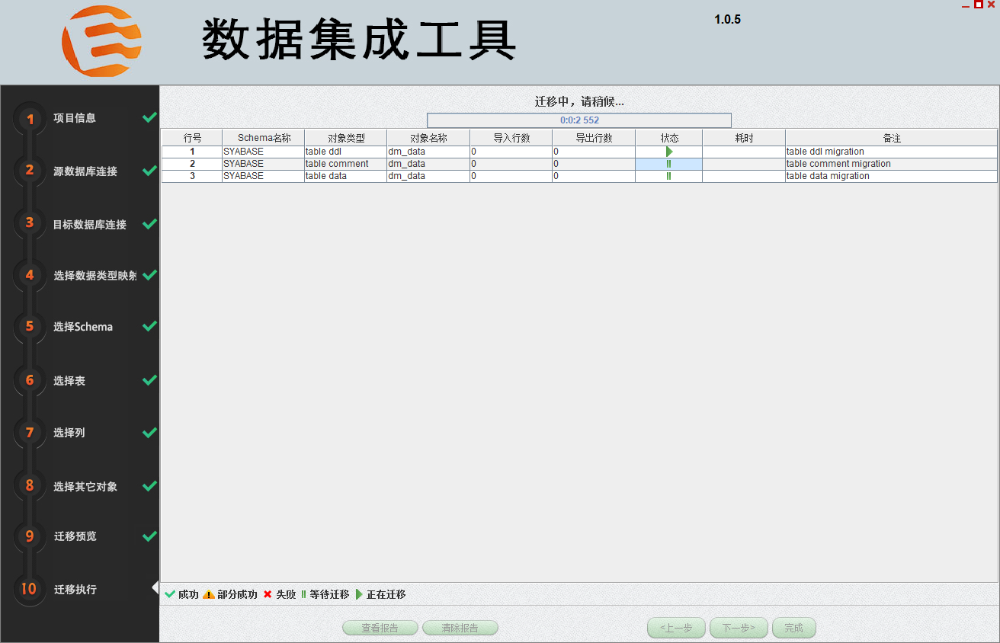 数据集成工具
1.0.5
1 项目信息
2 源数据库连接
3 目标数据库连接
4 选择数据类型映射
5 选择Schema
6 选择表
7 选择列
8 选择其它对象
9 迁移预览
10 迁移执行
迁移中，请稍候...
0:0:2 552
行号 Schema名称 对象类型 对象名称 导入行数 导出行数 状态 耗时 备注
1 SYABASE table ddl dm_data 0 0 table ddl migration
2 SYABASE table comment dm_data 0 0 table comment migration
3 SYABASE table data dm_data 0 0 table data migration
成功 部分成功 失败 等待迁移 正在迁移
查看报告 清除报告 <上一步 下一步> 完成